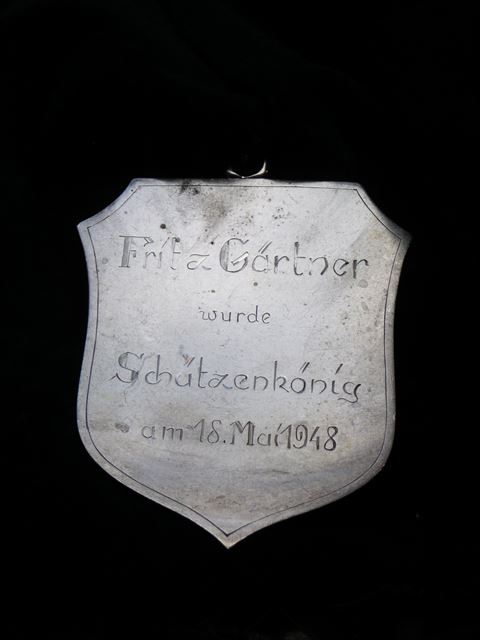 Fritz Gärtner
wurde
Schützenkönig
am 18. Mai 1948